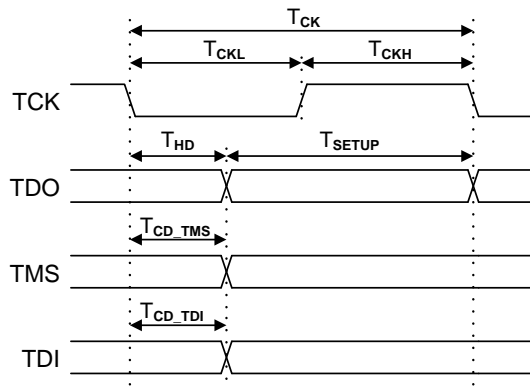 TCK
TCKL TCKH
TCK
THD TSETUP
TDO
TCD_TMS
TMS
TCD_TDI
TDI